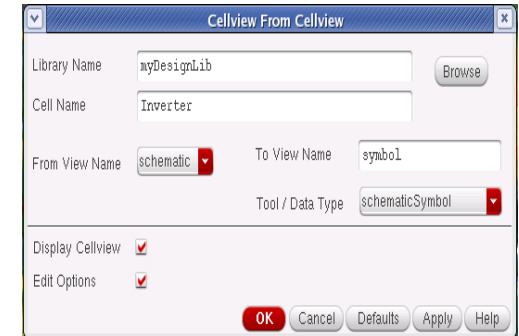 Cellview From Cellview
Library Name myDesignLib Browse
Cell Name Inverter
From View Name schematic To View Name symbol
Tool / Data Type schematicSymbol
Display Cellview
Edit Options
OK Cancel Defaults Apply Help